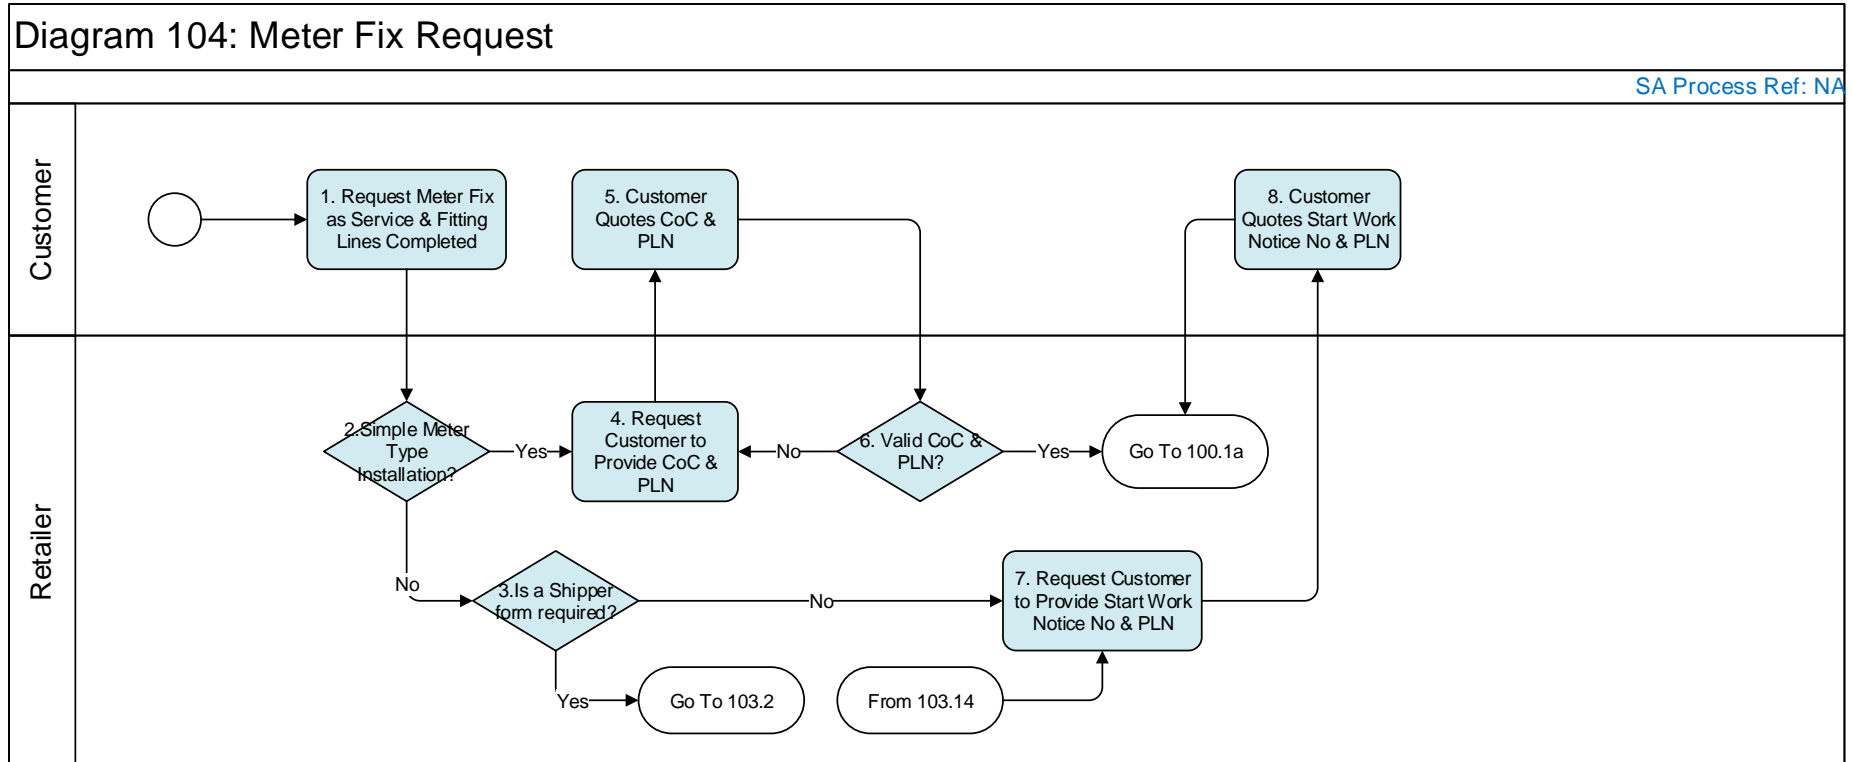 Diagram 104: Meter Fix Request
SA Process Ref: NA
Customer
1. Request Meter Fix
as Service & Fitting
Lines Completed
5. Customer
Quotes CoC &
PLN
8. Customer
Quotes Start Work
Notice No & PLN
Retailer
2.Simple Meter
Type
Installation?
Yes
4. Request
Customer to
Provide CoC &
PLN
No
6. Valid CoC &
PLN?
Yes
Go To 100.1a
No
3.Is a Shipper
form required?
No
7. Request Customer
to Provide Start Work
Notice No & PLN
Yes
Go To 103.2
From 103.14